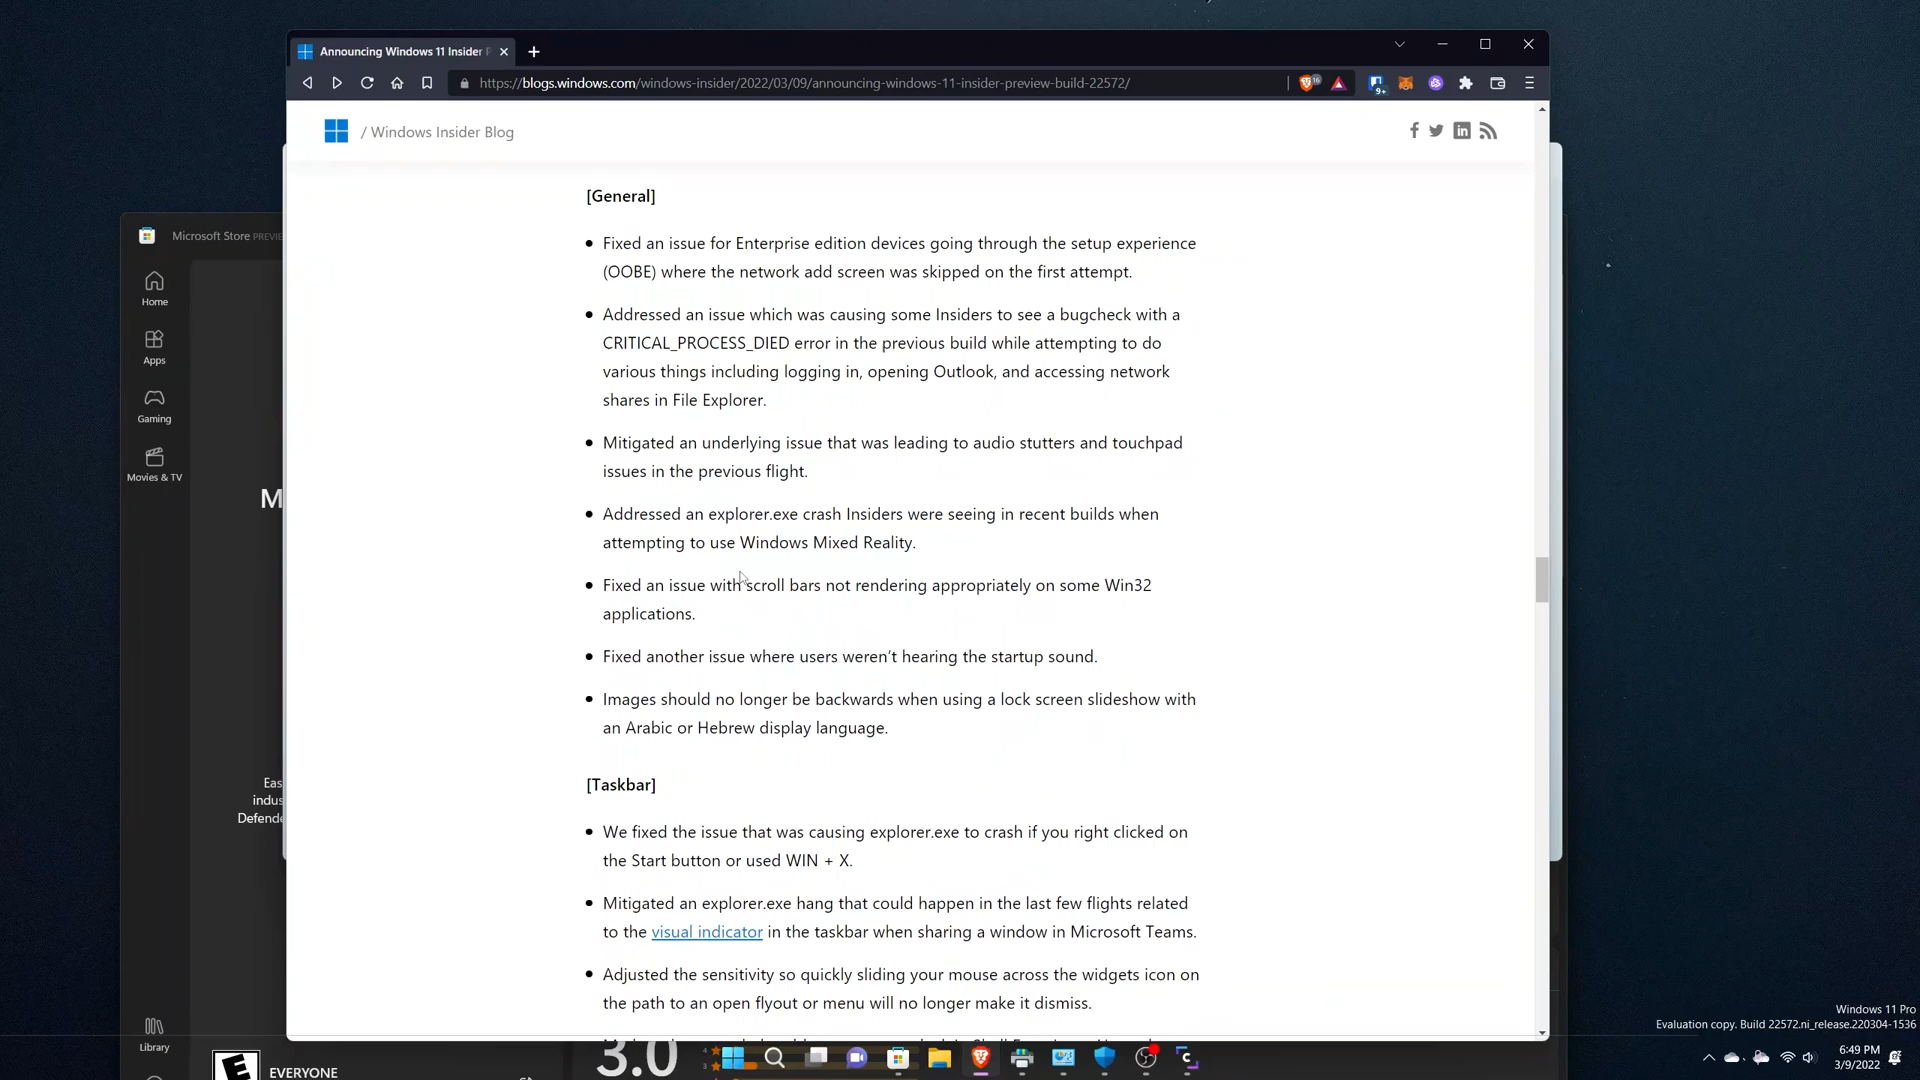 Announcing Windows 11 Insider P
https://blogs.windows.com/windows-insider/2022/03/09/announcing-windows-11-insider-preview-build-22572/
16
9+
/ Windows Insider Blog
[General]
• Fixed an issue for Enterprise edition devices going through the setup experience
(OOBE) where the network add screen was skipped on the first attempt.
• Addressed an issue which was causing some Insiders to see a bugcheck with a
CRITICAL_PROCESS_DIED error in the previous build while attempting to do
various things including logging in, opening Outlook, and accessing network
shares in File Explorer.
• Mitigated an underlying issue that was leading to audio stutters and touchpad
issues in the previous flight.
• Addressed an explorer.exe crash Insiders were seeing in recent builds when
attempting to use Windows Mixed Reality.
• Fixed an issue with scroll bars not rendering appropriately on some Win32
applications.
• Fixed another issue where users weren’t hearing the startup sound.
• Images should no longer be backwards when using a lock screen slideshow with
an Arabic or Hebrew display language.
[Taskbar]
• We fixed the issue that was causing explorer.exe to crash if you right clicked on
the Start button or used WIN + X.
• Mitigated an explorer.exe hang that could happen in the last few flights related
to the visual indicator in the taskbar when sharing a window in Microsoft Teams.
• Adjusted the sensitivity so quickly sliding your mouse across the widgets icon on
the path to an open flyout or menu will no longer make it dismiss.
Microsoft Store PREVIE
Home
Apps
Gaming
Movies & TV
M
Eas
indus
Defende
Library
E
EVERYONE
3.0
4
3
Windows 11 Pro
Evaluation copy. Build 22572.ni_release.220304-1536
6:49 PM
3/9/2022